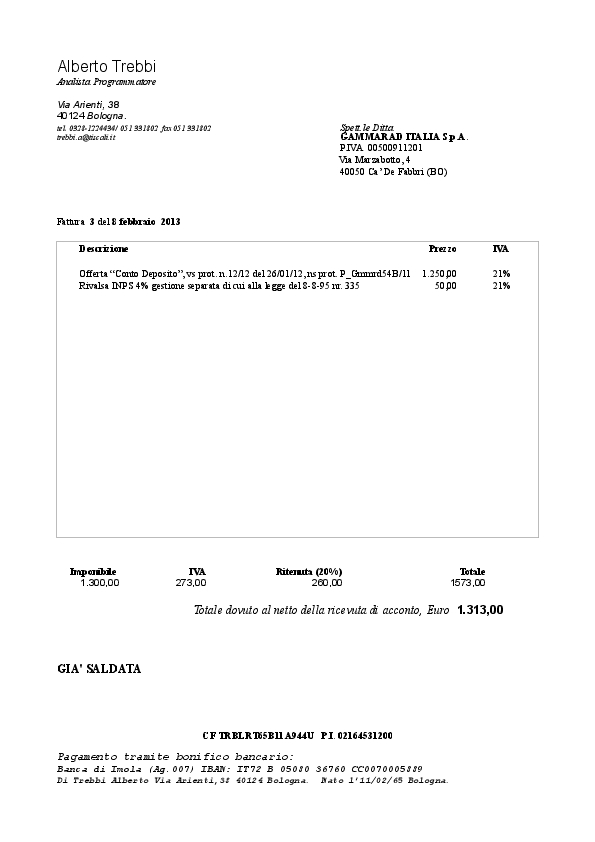 Alberto Trebbi
Analista Programmatore
Via Arienti, 38
40124 Bologna.
tel. 0328-1224434/ 051 331802 fax 051 331802
trebbi.a@tiscali.it
Spett.le Ditta
GAMMARAD ITALIA S.p.A.
P.IVA 00500911201
Via Marzabotto, 4
40050 Ca' De Fabbri (BO)
Fattura 3 del 8 febbraio 2013
Descrizione Prezzo IVA
Offerta “Conto Deposito”, vs prot. n.12/12 del 26/01/12, ns prot. P_Gmmrd54B/11 1.250,00 21%
Rivalsa INPS 4% gestione separata di cui alla legge del 8-8-95 nr. 335 50,00 21%
Imponibile IVA Ritenuta (20%) Totale
1.300,00 273,00 260,00 1573,00
Totale dovuto al netto della ricevuta di acconto, Euro 1.313,00
GIA' SALDATA
CF TRBLRT65B11A944U P.I. 02164531200
Pagamento tramite bonifico bancario:
Banca di Imola (Ag.007) IBAN: IT72 B 05080 36760 CC0070005889
Di Trebbi Alberto Via Arienti,38 40124 Bologna. Nato l'11/02/65 Bologna.